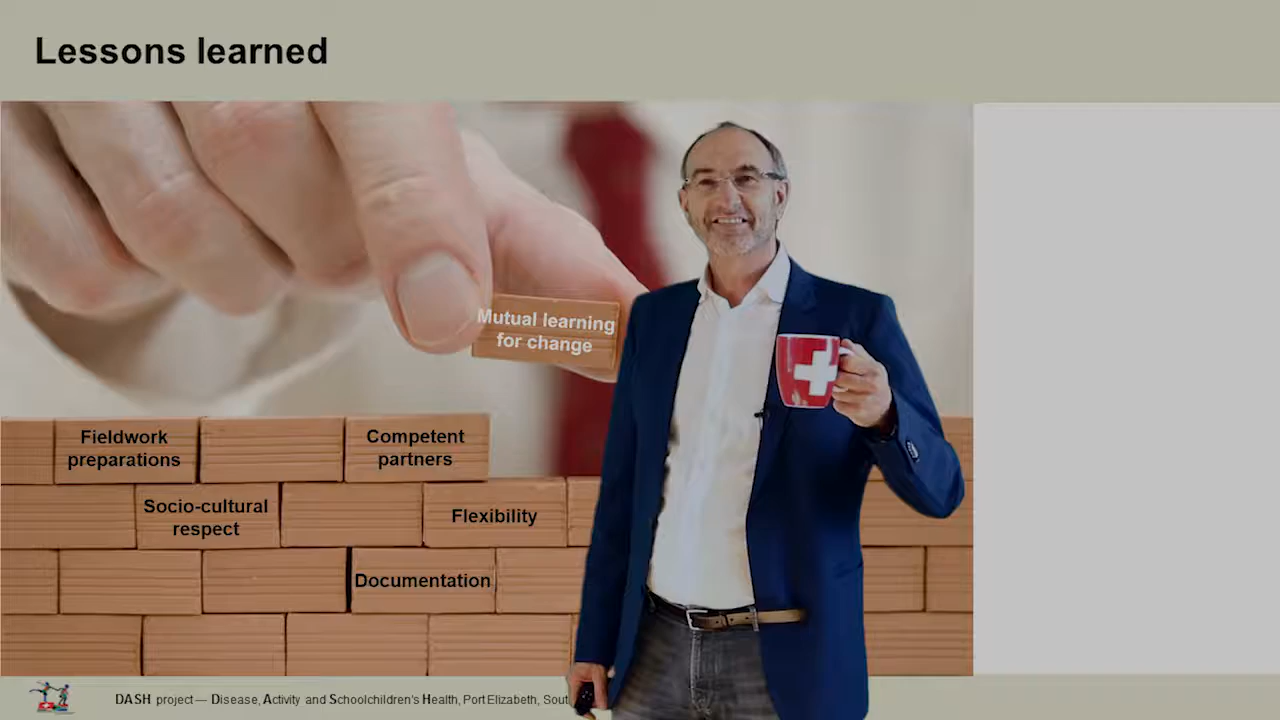 Lessons learned
Mutual learning
for change
Fieldwork
preparations
Competent
partners
Socio-cultural
respect
Flexibility
Documentation
DASH project — Disease, Activity and Schoolchildren's Health, Port Elizabeth, Sout